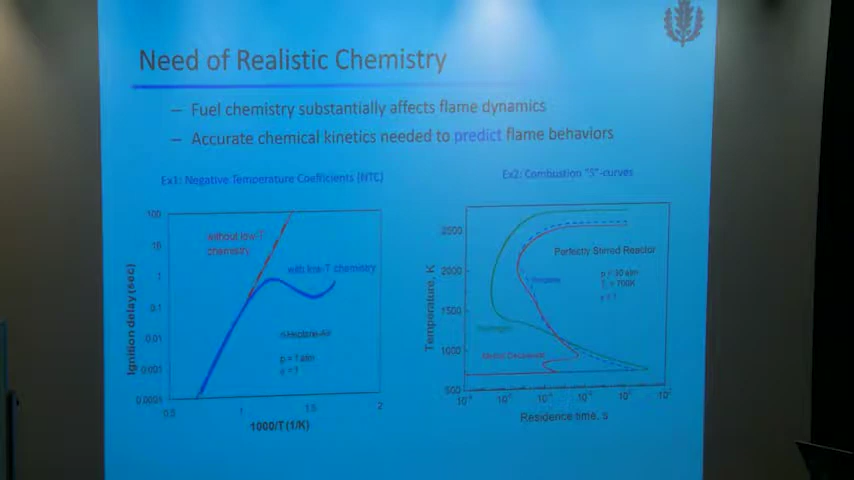 Need of Realistic Chemistry
– Fuel chemistry substantially affects flame dynamics
– Accurate chemical kinetics needed to predict flame behaviors
Ex1: Negative Temperature Coefficients (NTC)
Ex2: Combustion "S"-curves
100
10
1
0.1
0.01
0.001
0.0001
Ignition delay (sec)
without low-T
chemistry
with low-T chemistry
n-Heptane-Air
p = 1 atm
0.5
1
1.5
2
1000/T (1/K)
2500
2000
1500
1000
500
Temperature, K
Perfectly Stirred Reactor
p = 30 atm
Residence time, s